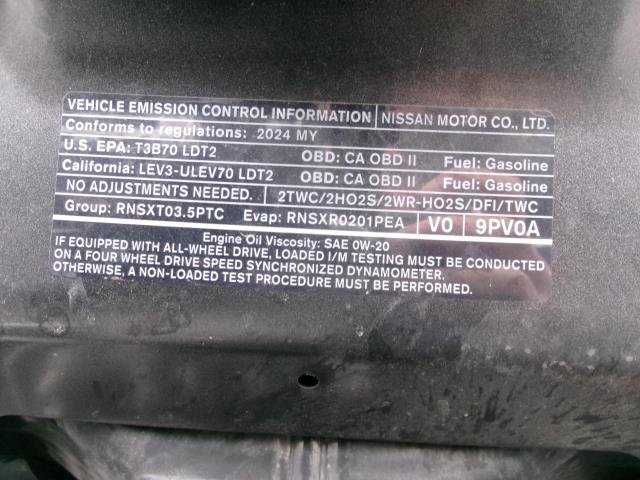 VEHICLE EMISSION CONTROL INFORMATION NISSAN MOTOR CO., LTD.
Conforms to regulations: 2024 MY
U.S. EPA: T3B70 LDT2 OBD: CA OBD II Fuel: Gasoline
California: LEV3-ULEV70 LDT2 OBD: CA OBD II Fuel: Gasoline
NO ADJUSTMENTS NEEDED. 2TWC/2HO2S/2WR-HO2S/DFI/TWC
Group: RNSXT03.5PTC Evap: RNSXR0201PEA V0 9PV0A
Engine Oil Viscosity: SAE 0W-20
IF EQUIPPED WITH ALL-WHEEL DRIVE, LOADED I/M TESTING MUST BE CONDUCTED
ON A FOUR WHEEL DRIVE SPEED SYNCHRONIZED DYNAMOMETER.
OTHERWISE, A NON-LOADED TEST PROCEDURE MUST BE PERFORMED.